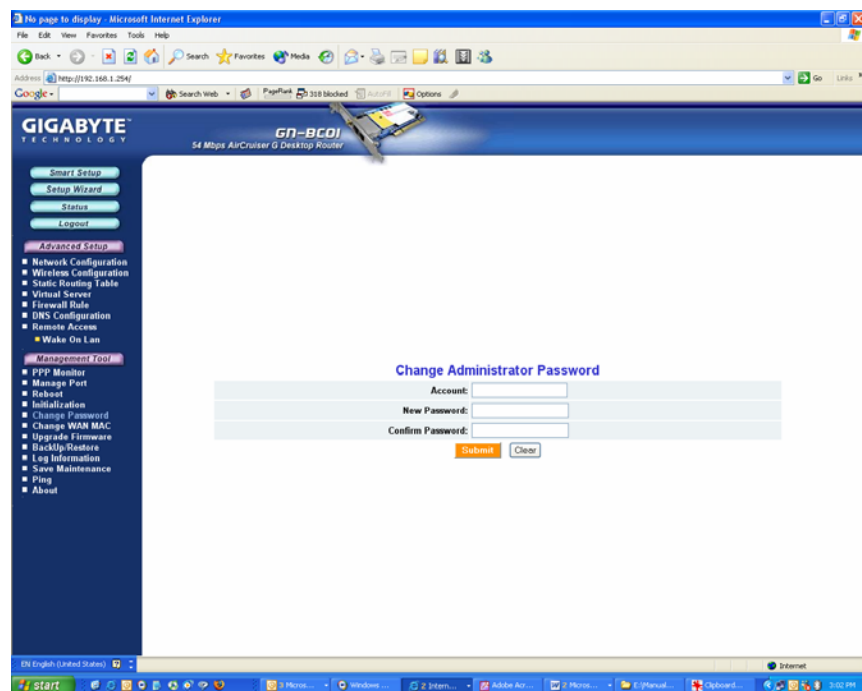 No page to display - Microsoft Internet Explorer
File Edit View Favorites Tools Help
Back Search Favorites Media
Address http://192.168.1.254/ Go Links
Google Search Web PageRank 318 blocked AutoFill Options
GIGABYTE™
TECHNOLOGY
GN-BC01
54 Mbps AirCruiser G Desktop Router
Smart Setup
Setup Wizard
Status
Logout
Advanced Setup
Network Configuration
Wireless Configuration
Static Routing Table
Virtual Server
Firewall Rule
DNS Configuration
Remote Access
Wake On Lan
Management Tool
PPP Monitor
Manage Port
Reboot
Initialization
Change Password
Change WAN MAC
Upgrade Firmware
BackUp/Restore
Log Information
Save Maintenance
Ping
About
Change Administrator Password
Account:
New Password:
Confirm Password:
Submit Clear
EN English (United States)
Internet
start 3 Micros... Windows ... 2 Intern... Adobe Acr... 2 Micros... E:\Manual... Clipboard... 3:02 PM